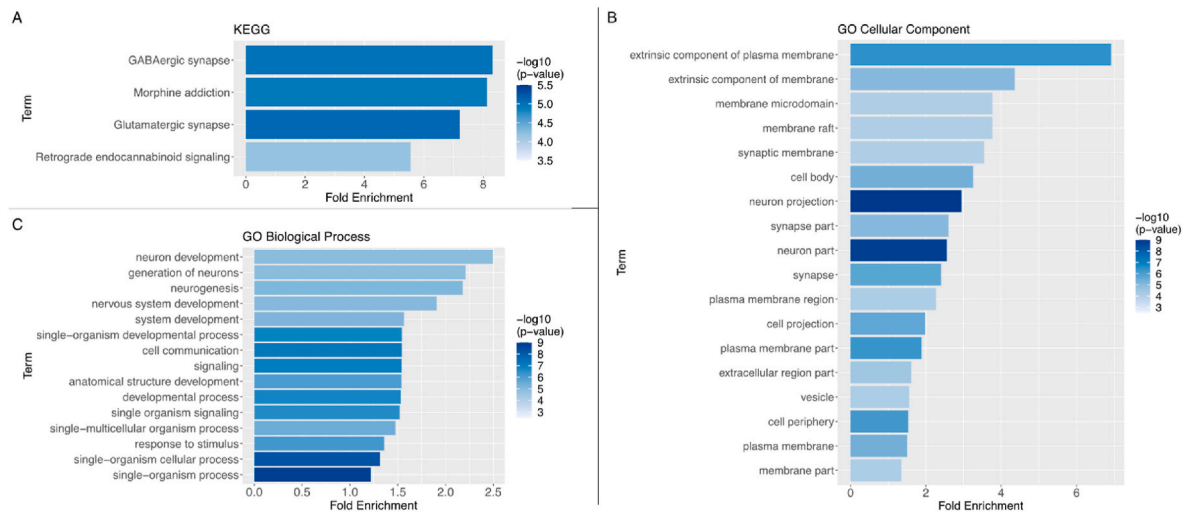 A
KEGG
GABAergic synapse
Morphine addiction
Glutamatergic synapse
Retrograde endocannabinoid signaling
Term
0 2 4 6 8
Fold Enrichment
−log10
(p−value)
5.5
5.0
4.5
4.0
3.5
B
GO Cellular Component
extrinsic component of plasma membrane
extrinsic component of membrane
membrane microdomain
membrane raft
synaptic membrane
cell body
neuron projection
synapse part
neuron part
synapse
plasma membrane region
cell projection
plasma membrane part
extracellular region part
vesicle
cell periphery
plasma membrane
membrane part
Term
0 2 4 6
Fold Enrichment
−log10
(p−value)
9
8
7
6
5
4
3
C
GO Biological Process
neuron development
generation of neurons
neurogenesis
nervous system development
system development
single−organism developmental process
cell communication
signaling
anatomical structure development
developmental process
single organism signaling
single−multicellular organism process
response to stimulus
single−organism cellular process
single−organism process
Term
0.0 0.5 1.0 1.5 2.0 2.5
Fold Enrichment
−log10
(p−value)
9
8
7
6
5
4
3